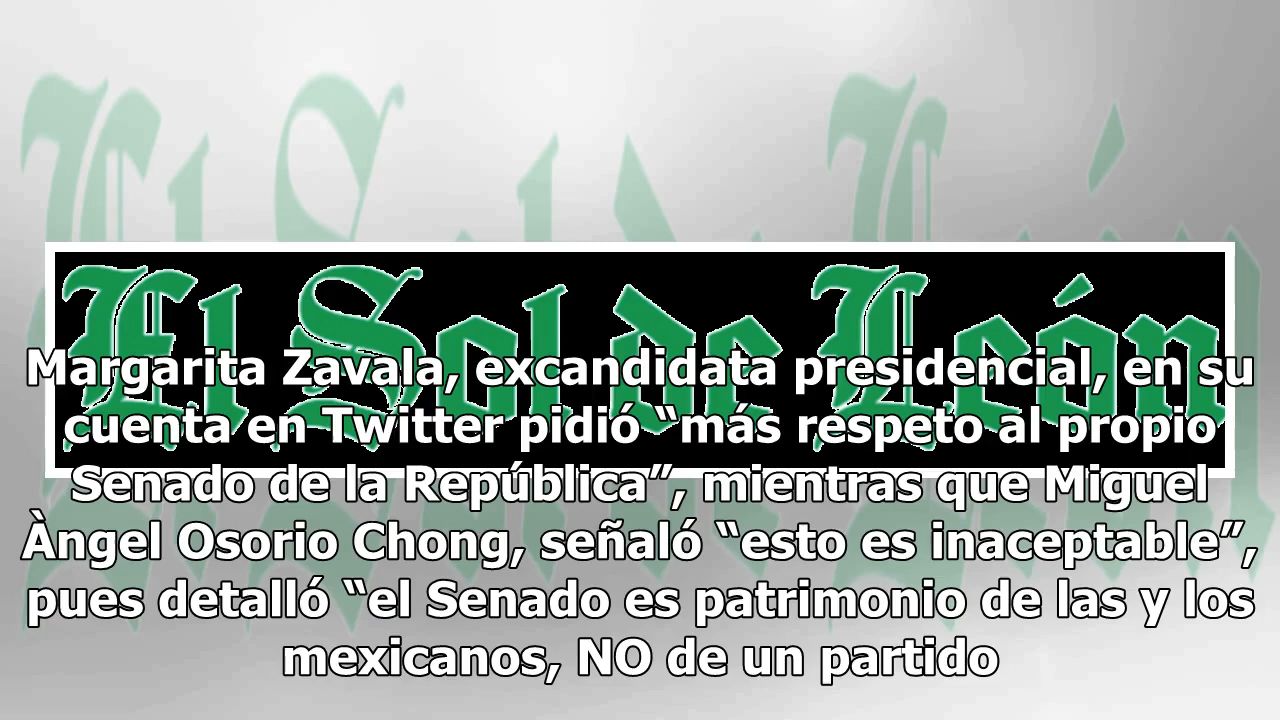 El Sol de León
Margarita Zavala, excandidata presidencial, en su
cuenta en Twitter pidió “más respeto al propio
Senado de la República”, mientras que Miguel
Àngel Osorio Chong, señaló “esto es inaceptable”,
pues detalló “el Senado es patrimonio de las y los
mexicanos, NO de un partido